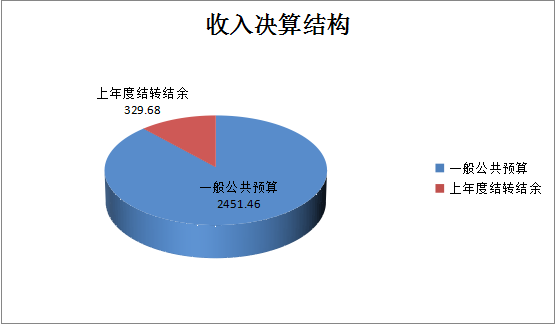 收入决算结构
上年度结转结余
329.68
一般公共预算
2451.46
一般公共预算
上年度结转结余